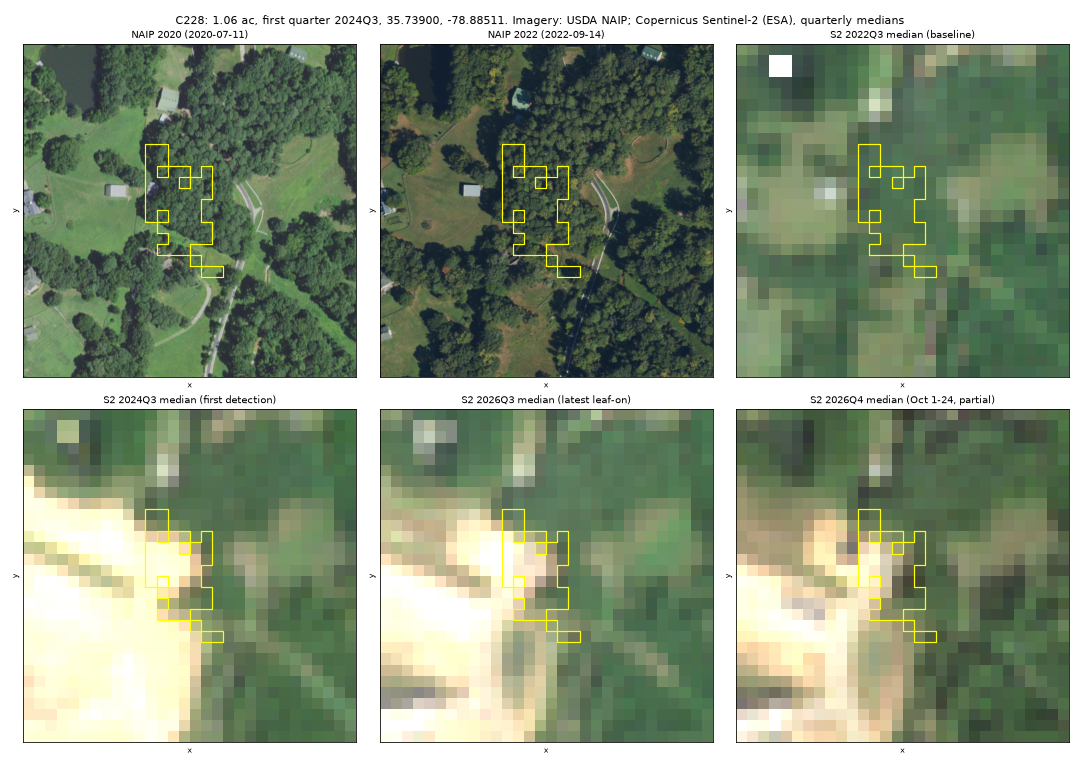 C228: 1.06 ac, first quarter 2024Q3, 35.73900, -78.88511. Imagery: USDA NAIP; Copernicus Sentinel-2 (ESA), quarterly medians
NAIP 2020 (2020-07-11)
NAIP 2022 (2022-09-14)
S2 2022Q3 median (baseline)
y
x
y
x
y
x
S2 2024Q3 median (first detection)
S2 2026Q3 median (latest leaf-on)
S2 2026Q4 median (Oct 1-24, partial)
y
x
y
x
y
x